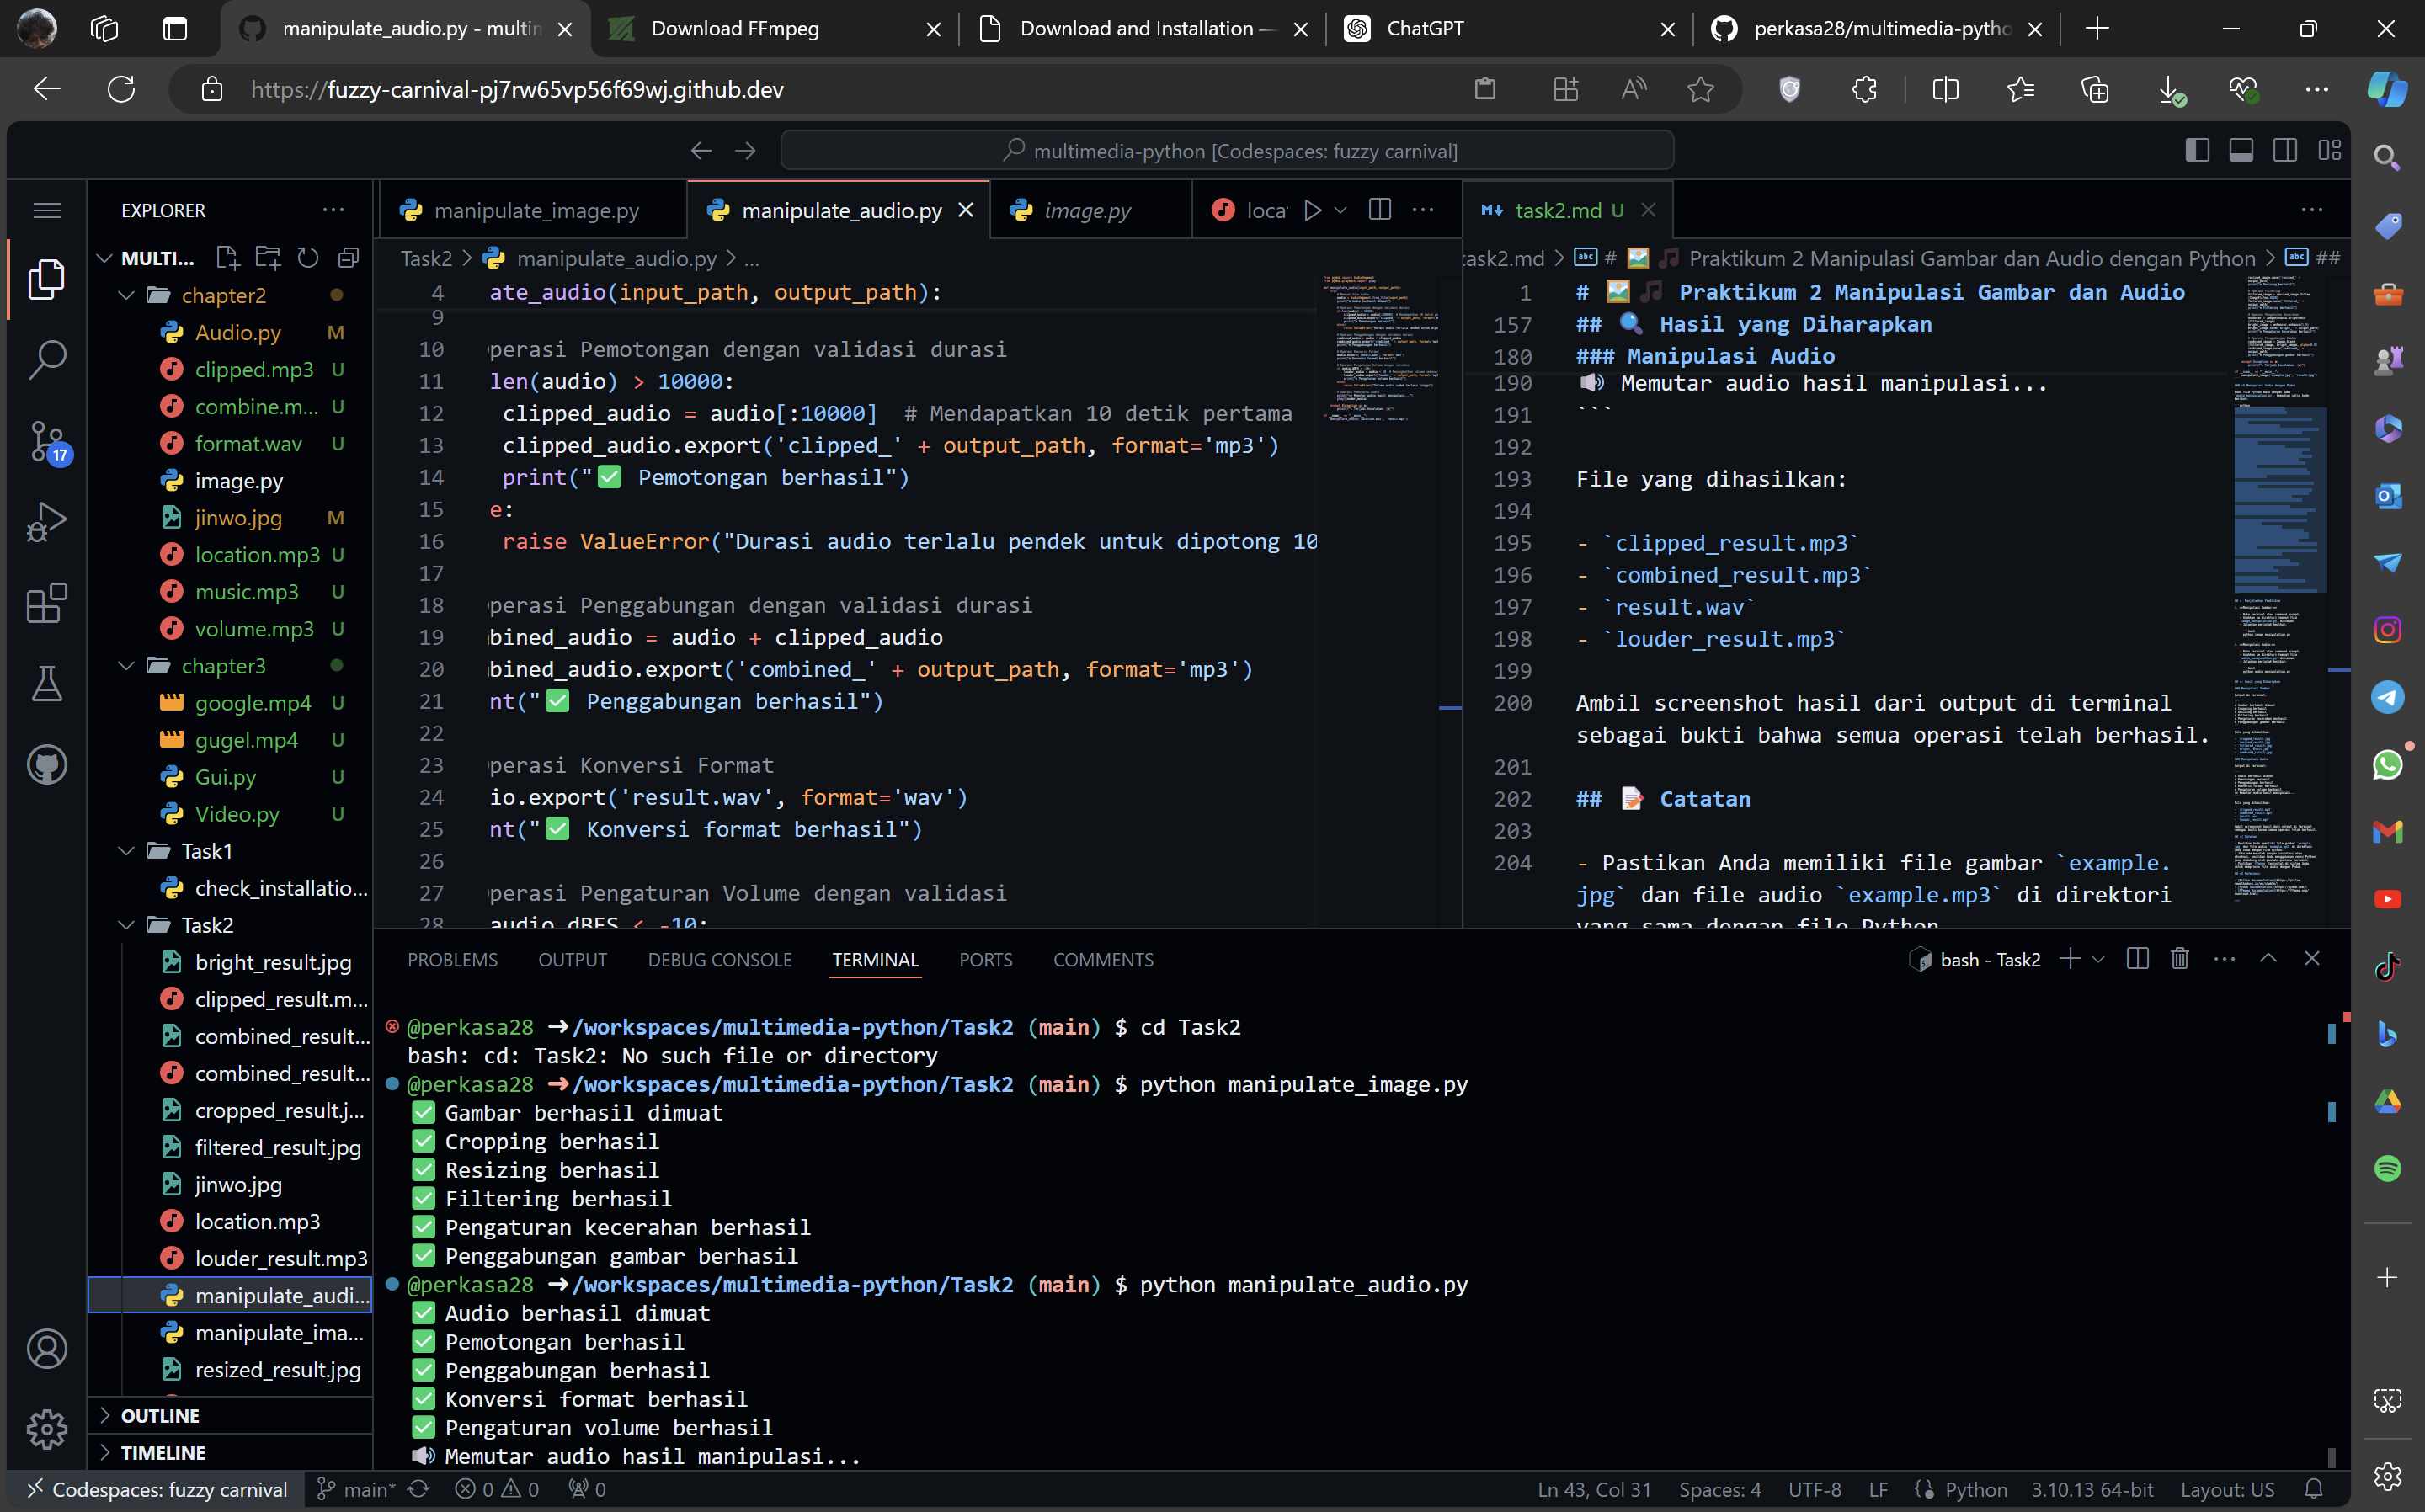 manipulate_audio.py - multin
Download FFmpeg
Download and Installation —
ChatGPT
perkasa28/multimedia-pytho
https://fuzzy-carnival-pj7rw65vp56f69wj.github.dev
multimedia-python [Codespaces: fuzzy carnival]
EXPLORER
MULTI...
chapter2
Audio.py M
clipped.mp3 U
combine.m... U
format.wav U
image.py
jinwo.jpg M
location.mp3 U
music.mp3 U
volume.mp3 U
chapter3
google.mp4 U
gugel.mp4 U
Gui.py U
Video.py U
Task1
check_installatio...
Task2
bright_result.jpg
clipped_result.m...
combined_result...
combined_result...
cropped_result.j...
filtered_result.jpg
jinwo.jpg
location.mp3
louder_result.mp3
manipulate_audi...
manipulate_ima...
resized_result.jpg
OUTLINE
TIMELINE
17
manipulate_image.py
manipulate_audio.py
image.py
loca
Task2 > manipulate_audio.py > ...
4 ate_audio(input_path, output_path):
9
10 perasi Pemotongan dengan validasi durasi
11 len(audio) > 10000:
12 clipped_audio = audio[:10000] # Mendapatkan 10 detik pertama
13 clipped_audio.export('clipped_' + output_path, format='mp3')
14 print("✅ Pemotongan berhasil")
15 e:
16 raise ValueError("Durasi audio terlalu pendek untuk dipotong 10
17
18 perasi Penggabungan dengan validasi durasi
19 bined_audio = audio + clipped_audio
20 bined_audio.export('combined_' + output_path, format='mp3')
21 nt("✅ Penggabungan berhasil")
22
23 perasi Konversi Format
24 io.export('result.wav', format='wav')
25 nt("✅ Konversi format berhasil")
26
27 perasi Pengaturan Volume dengan validasi
28 audio.dBFS < -10:
task2.md U
task2.md > # 🖼️🎵 Praktikum 2 Manipulasi Gambar dan Audio dengan Python > ##
1 # 🖼️🎵 Praktikum 2 Manipulasi Gambar dan Audio
157 ## 🔍 Hasil yang Diharapkan
180 ### Manipulasi Audio
190 🔊 Memutar audio hasil manipulasi...
191 ```
192
193 File yang dihasilkan:
194
195 - `clipped_result.mp3`
196 - `combined_result.mp3`
197 - `result.wav`
198 - `louder_result.mp3`
199
200 Ambil screenshot hasil dari output di terminal
sebagai bukti bahwa semua operasi telah berhasil.
201
202 ## 📝 Catatan
203
204 - Pastikan Anda memiliki file gambar `example.
jpg` dan file audio `example.mp3` di direktori
yang sama dengan file Python
PROBLEMS OUTPUT DEBUG CONSOLE TERMINAL PORTS COMMENTS
bash - Task2
@perkasa28 ➜ /workspaces/multimedia-python/Task2 (main) $ cd Task2
bash: cd: Task2: No such file or directory
@perkasa28 ➜ /workspaces/multimedia-python/Task2 (main) $ python manipulate_image.py
✅ Gambar berhasil dimuat
✅ Cropping berhasil
✅ Resizing berhasil
✅ Filtering berhasil
✅ Pengaturan kecerahan berhasil
✅ Penggabungan gambar berhasil
@perkasa28 ➜ /workspaces/multimedia-python/Task2 (main) $ python manipulate_audio.py
✅ Audio berhasil dimuat
✅ Pemotongan berhasil
✅ Penggabungan berhasil
✅ Konversi format berhasil
✅ Pengaturan volume berhasil
🔊 Memutar audio hasil manipulasi...
Codespaces: fuzzy carnival main* 0 0 0 Ln 43, Col 31 Spaces: 4 UTF-8 LF Python 3.10.13 64-bit Layout: US